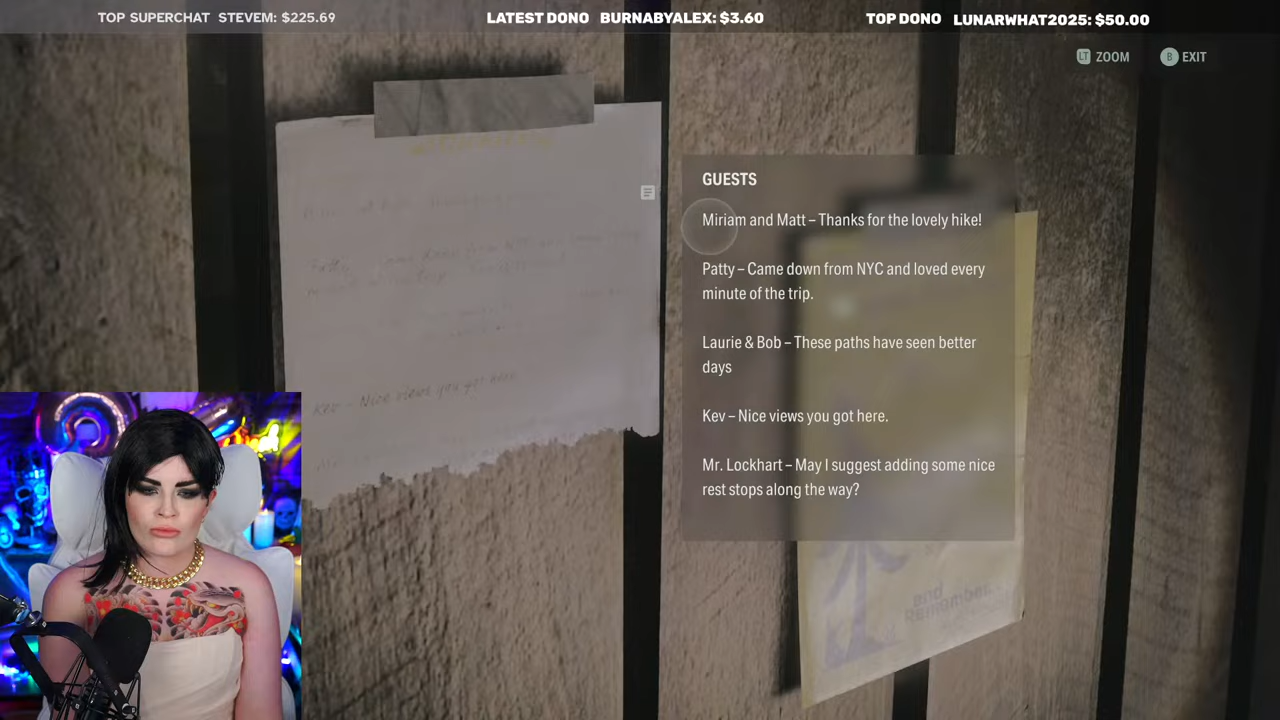 TOP SUPERCHAT STEVEM: $225.69
LATEST DONO BURNABYALEX: $3.60
TOP DONO LUNARWHAT2025: $50.00
LT ZOOM
B EXIT
GUESTS
Miriam and Matt – Thanks for the lovely hike!
Patty – Came down from NYC and loved every
minute of the trip.
Laurie & Bob – These paths have seen better
days
Kev – Nice views you got here.
Mr. Lockhart – May I suggest adding some nice
rest stops along the way?
Kev – Nice views you got here